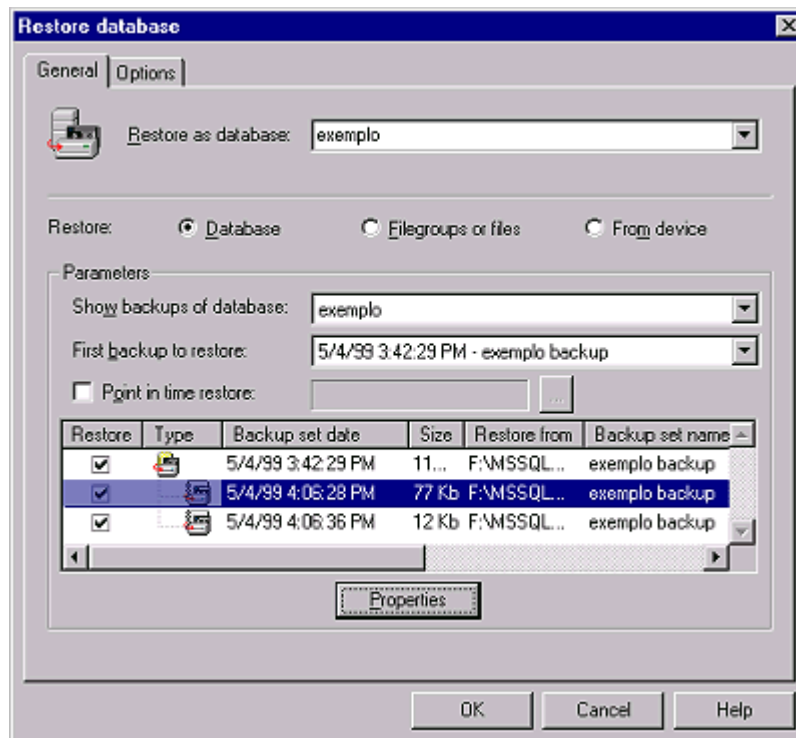 Restore database
General Options
Restore as database: exemplo
Restore: Database Filegroups or files From device
Parameters
Show backups of database: exemplo
First backup to restore: 5/4/99 3:42:29 PM - exemplo backup
Point in time restore: ...
Restore Type Backup set date Size Restore from Backup set name
5/4/99 3:42:29 PM 11... F:\MSSQL... exemplo backup
5/4/99 4:06:28 PM 77 Kb F:\MSSQL... exemplo backup
5/4/99 4:06:36 PM 12 Kb F:\MSSQL... exemplo backup
Properties
OK Cancel Help